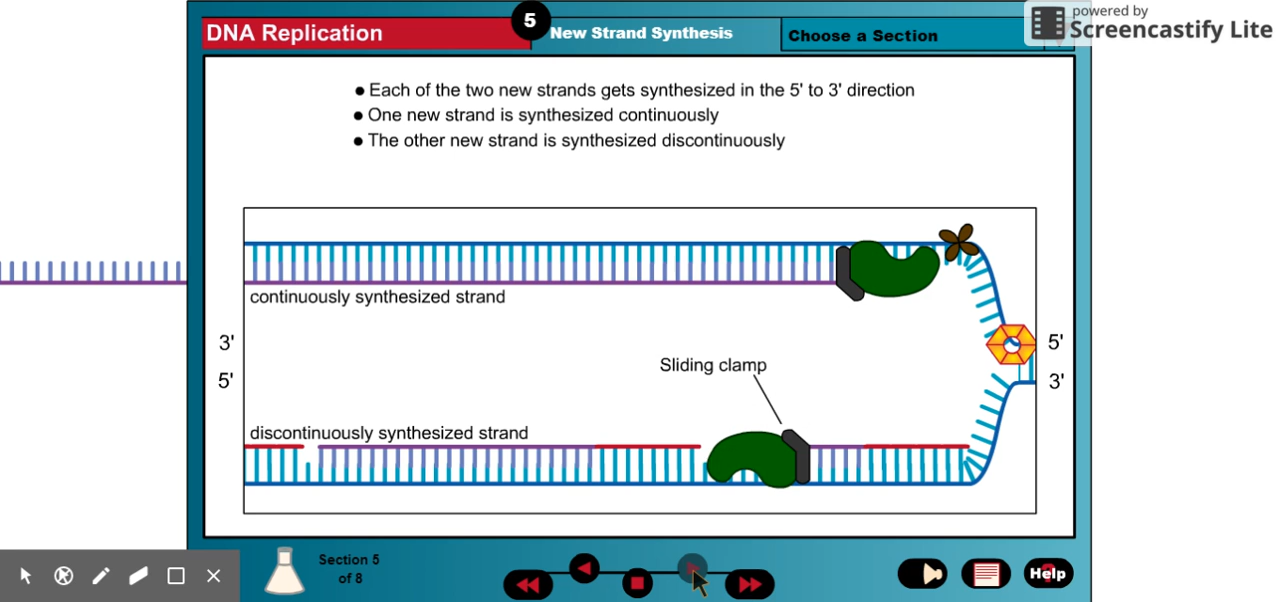 powered by
Screencastify Lite
DNA Replication
5
New Strand Synthesis
Choose a Section
● Each of the two new strands gets synthesized in the 5' to 3' direction
● One new strand is synthesized continuously
● The other new strand is synthesized discontinuously
continuously synthesized strand
3'
5'
5'
3'
Sliding clamp
discontinuously synthesized strand
Section 5
of 8
Help